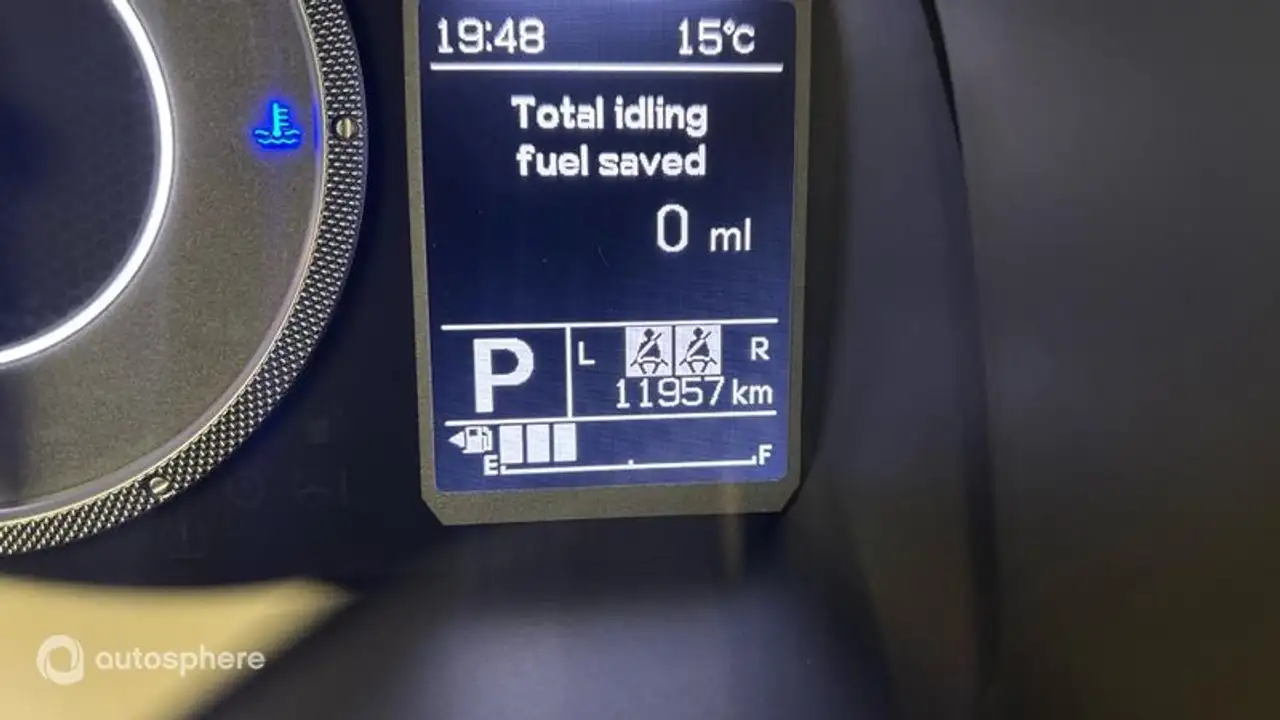 19:48 15°C
Total idling
fuel saved
0 ml
P L R
11957 km
E F
autosphere